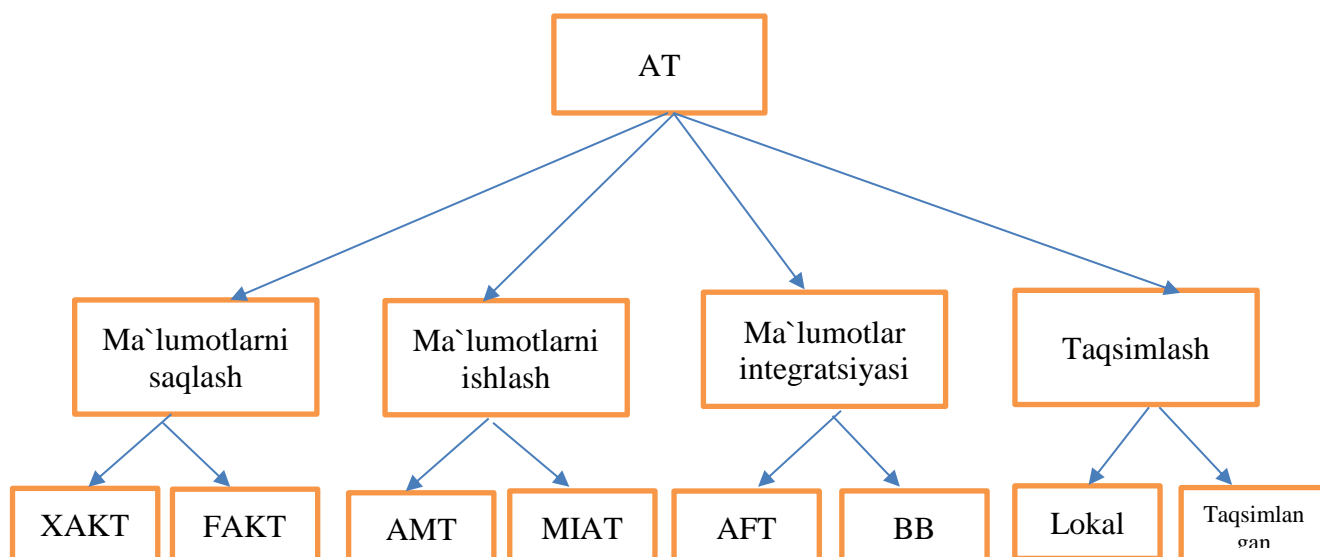 AT
Ma`lumotlarni
saqlash
Ma`lumotlarni
ishlash
Ma`lumotlar
integratsiyasi
Taqsimlash
XAKT
FAKT
AMT
MIAT
AFT
BB
Lokal
Taqsimlan
gan